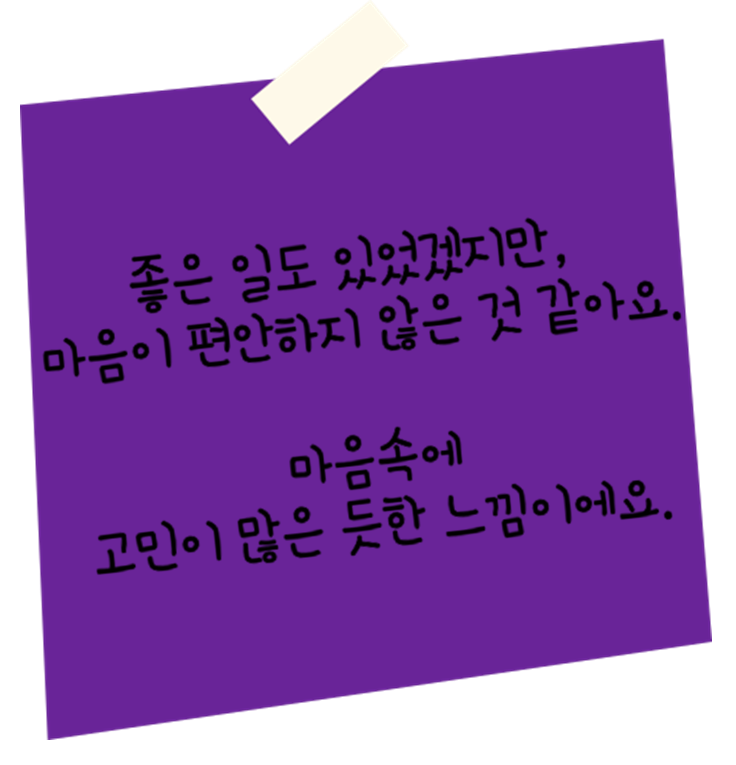 좋은 일도 있었겠지만,
마음이 편안하지 않은 것 같아요.
마음속에
고민이 많은 듯한 느낌이에요.